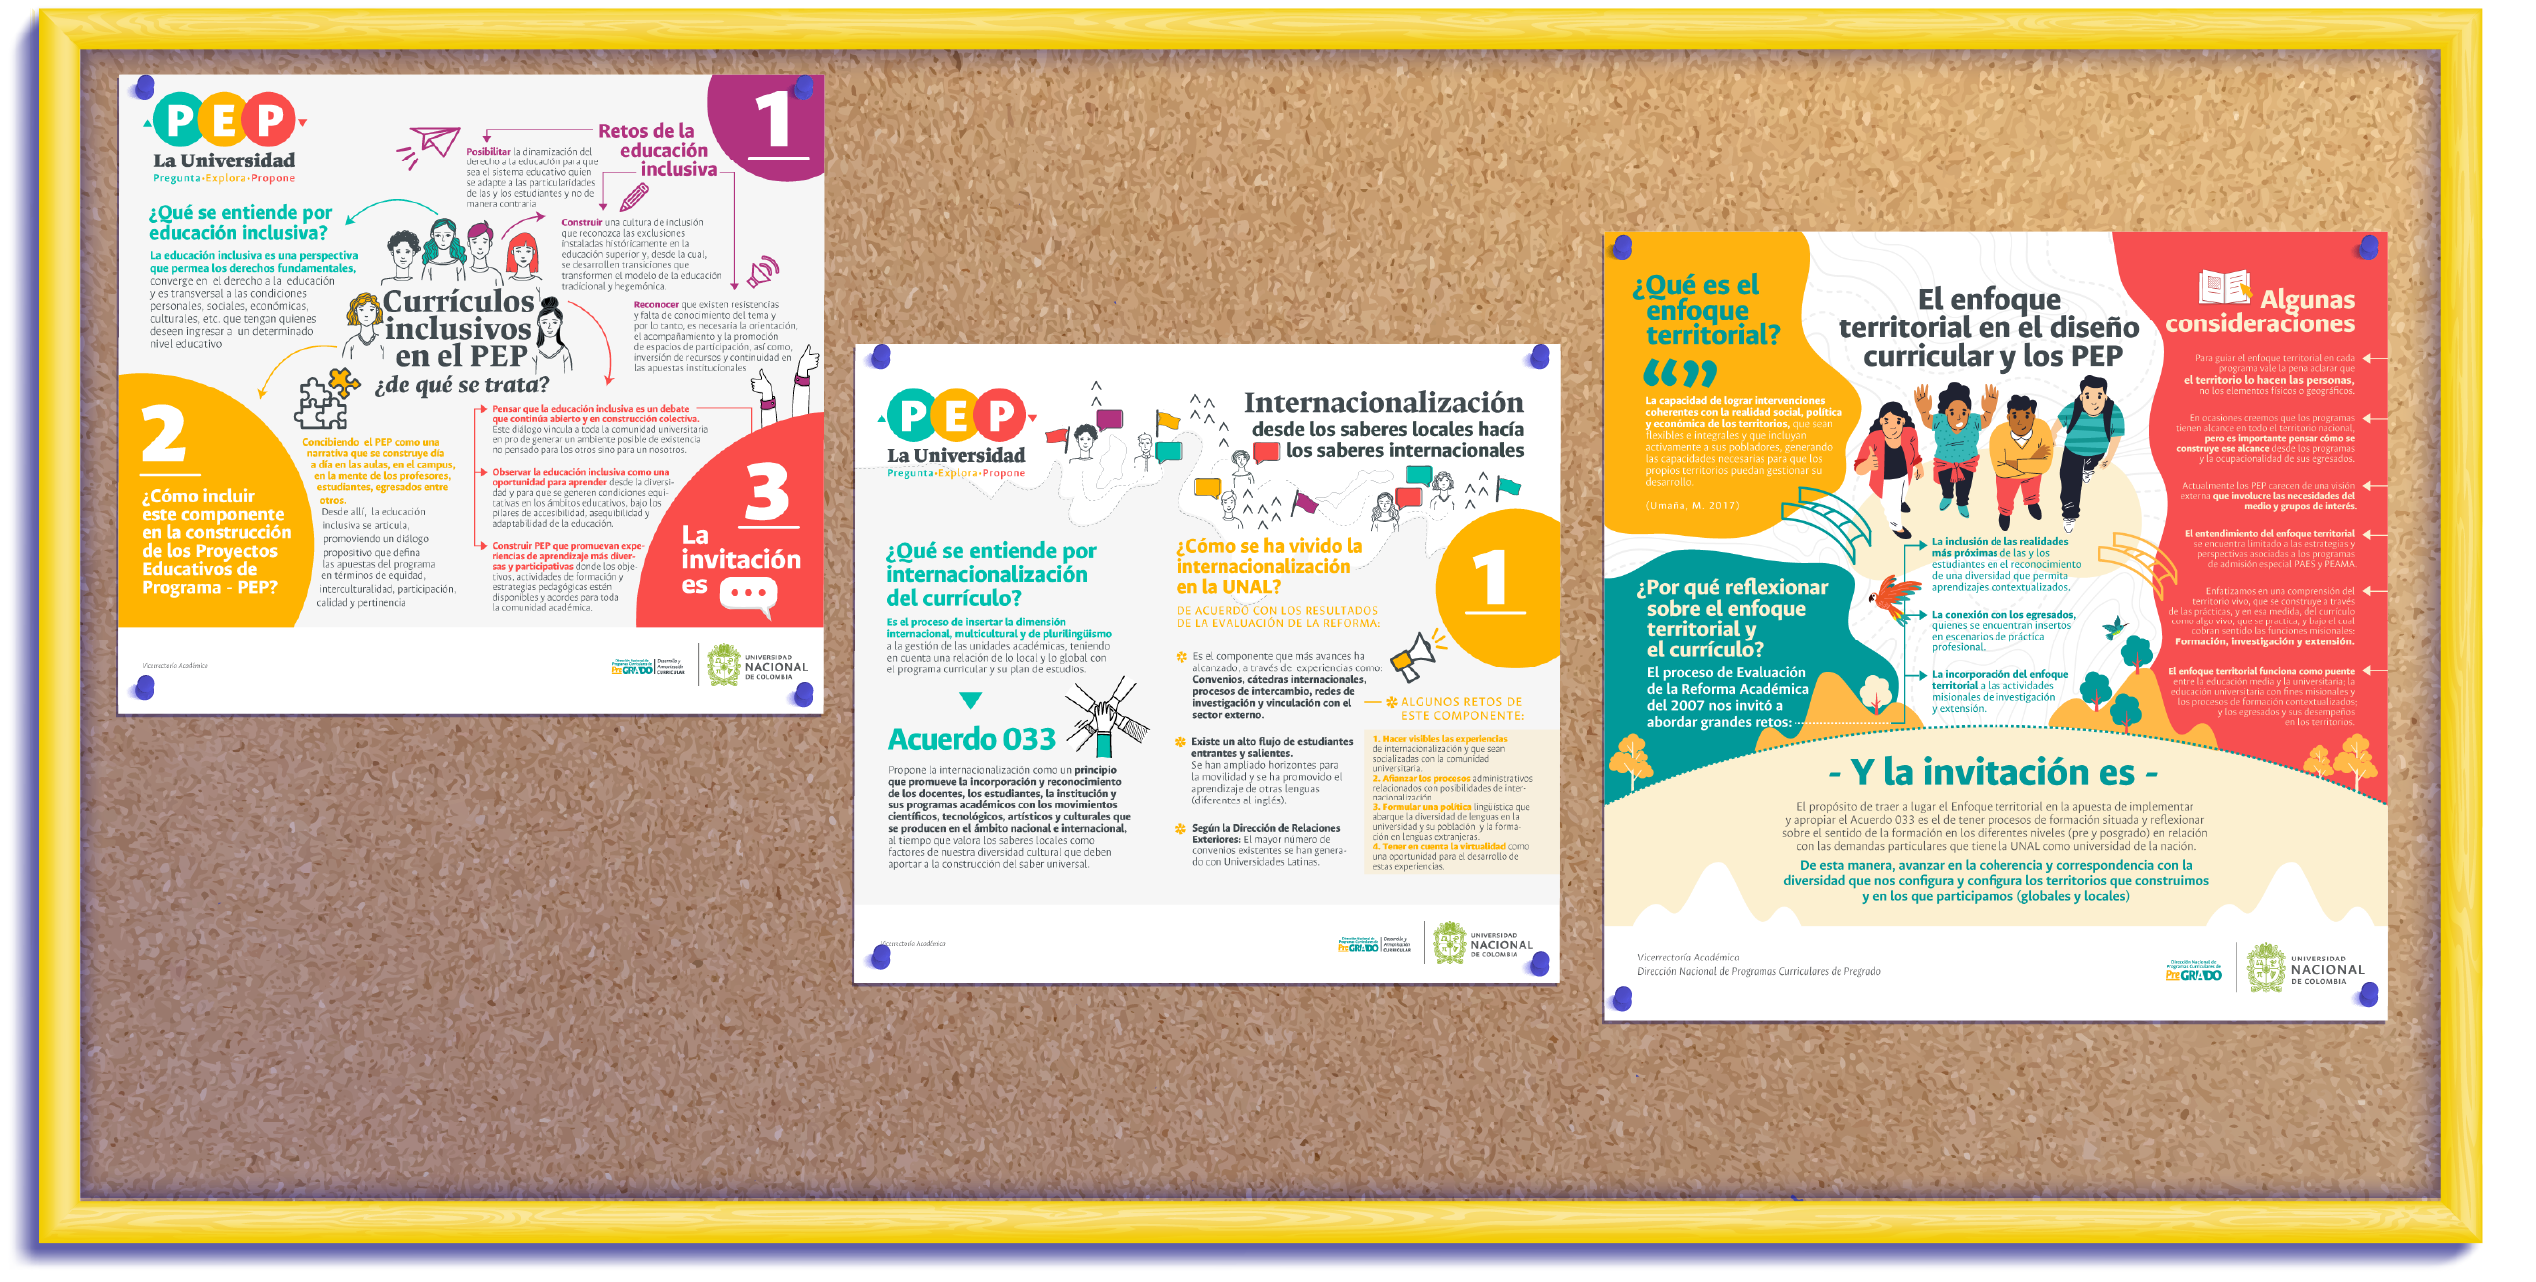 PEP
La Universidad
Pregunta•Explora•Propone
1
Retos de la
educación
inclusiva
Posibilitar la dinamización del
derecho a la educación para que
sea el sistema educativo quien
se adapte a las particularidades
de las y los estudiantes y no de
manera contraria
Construir una cultura de inclusión
que reconozca las exclusiones
instaladas históricamente en la
educación superior y, desde la cual,
se desarrollen transiciones que
transformen el modelo de la educación
tradicional y hegemónica.
Reconocer que existen resistencias
y falta de conocimiento del tema y
por lo tanto, es necesaria la orientación,
el acompañamiento y la promoción
de espacios de participación, así como,
inversión de recursos y continuidad en
las apuestas institucionales
¿Qué se entiende por
educación inclusiva?
La educación inclusiva es una perspectiva
que permea los derechos fundamentales,
converge en el derecho a la educación
y es transversal a las condiciones
personales, sociales, económicas,
culturales, etc. que tengan quienes
deseen ingresar a un determinado
nivel educativo
Currículos
inclusivos
en el PEP
¿de qué se trata?
2
¿Cómo incluir
este componente
en la construcción
de los Proyectos
Educativos de
Programa - PEP?
Concibiendo el PEP como una
narrativa que se construye día
a día en las aulas, en el campus,
en la mente de los profesores,
estudiantes, egresados entre
otros.
Desde allí, la educación
inclusiva se articula,
promoviendo un diálogo
propositivo que defina
las apuestas del programa
en términos de equidad,
interculturalidad, participación,
calidad y pertinencia
Pensar que la educación inclusiva es un debate
que continúa abierto y en construcción colectiva.
Este diálogo vincula a toda la comunidad universitaria
en pro de generar un ambiente posible de existencia
no pensado para los otros sino para un nosotros.
Observar la educación inclusiva como una
oportunidad para aprender desde la diversi-
dad y para que se generen condiciones equi-
tativas en los ámbitos educativos, bajo los
pilares de accesibilidad, asequibilidad y
adaptabilidad de la educación.
Construir PEP que promuevan expe-
riencias de aprendizaje más diver-
sas y participativas donde los obje-
tivos, actividades de formación y
estrategias pedagógicas estén
disponibles y acordes para toda
la comunidad académica.
3
La
invitación
es
Vicerrectoría Académica
Dirección Nacional de
Programas Curriculares de
PreGRADO
Desarrollo y
Armonización
CURRICULAR
UNIVERSIDAD
NACIONAL
DE COLOMBIA
PEP
La Universidad
Pregunta•Explora•Propone
Internacionalización
desde los saberes locales hacía
los saberes internacionales
¿Qué se entiende por
internacionalización
del currículo?
Es el proceso de insertar la dimensión
internacional, multicultural y de plurilingüismo
a la gestión de las unidades académicas, teniendo
en cuenta una relación de lo local y lo global con
el programa curricular y su plan de estudios.
Acuerdo 033
Propone la internacionalización como un principio
que promueve la incorporación y reconocimiento
de los docentes, los estudiantes, la institución y
sus programas académicos con los movimientos
científicos, tecnológicos, artísticos y culturales que
se producen en el ámbito nacional e internacional,
al tiempo que valora los saberes locales como
factores de nuestra diversidad cultural que deben
aportar a la construcción del saber universal.
¿Cómo se ha vivido la
internacionalización
en la UNAL?
DE ACUERDO CON LOS RESULTADOS
DE LA EVALUACIÓN DE LA REFORMA:
1
Es el componente que más avances ha
alcanzado, a través de experiencias como:
Convenios, cátedras internacionales,
procesos de intercambio, redes de
investigación y vinculación con el
sector externo.
Existe un alto flujo de estudiantes
entrantes y salientes.
Se han ampliado horizontes para
la movilidad y se ha promovido el
aprendizaje de otras lenguas
(diferentes al inglés).
Según la Dirección de Relaciones
Exteriores: El mayor número de
convenios existentes se han genera-
do con Universidades Latinas.
ALGUNOS RETOS DE
ESTE COMPONENTE:
1. Hacer visibles las experiencias
de internacionalización y que sean
socializadas con la comunidad
universitaria.
2. Afianzar los procesos administrativos
relacionados con posibilidades de inter-
nacionalización.
3. Formular una política lingüística que
abarque la diversidad de lenguas en la
universidad y su población y la forma-
ción en lenguas extranjeras.
4. Tener en cuenta la virtualidad como
una oportunidad para el desarrollo de
estas experiencias.
Vicerrectoría Académica
Dirección Nacional de
Programas Curriculares de
PreGRADO
Desarrollo y
Armonización
CURRICULAR
UNIVERSIDAD
NACIONAL
DE COLOMBIA
¿Qué es el
enfoque
territorial?
La capacidad de lograr intervenciones
coherentes con la realidad social, política
y económica de los territorios, que sean
flexibles e integrales y que incluyan
activamente a sus pobladores, generando
las capacidades necesarias para que los
propios territorios puedan gestionar su
desarrollo.
(Umaña, M. 2017)
El enfoque
territorial en el diseño
curricular y los PEP
Algunas
consideraciones
Para guiar el enfoque territorial en cada
programa vale la pena aclarar que
el territorio lo hacen las personas,
no los elementos físicos o geográficos.
En ocasiones creemos que los programas
tienen alcance en todo el territorio nacional,
pero es importante pensar cómo se
construye ese alcance desde los programas
y la ocupacionalidad de sus egresados.
Actualmente los PEP carecen de una visión
externa que involucre las necesidades del
medio y grupos de interés.
El entendimiento del enfoque territorial
se encuentra limitado a las estrategias y
perspectivas asociadas a los programas
de admisión especial PAES y PEAMA.
Enfatizamos en una comprensión del
territorio vivo, que se construye a través
de las prácticas, y en esa medida, del currículo
como algo vivo, que se practica, y bajo el cual
cobran sentido las funciones misionales:
Formación, investigación y extensión.
El enfoque territorial funciona como puente
entre la educación media y la universitaria; la
educación universitaria con fines misionales y
los procesos de formación contextualizados;
y los egresados y sus desempeños
en los territorios.
¿Por qué reflexionar
sobre el enfoque
territorial y
el currículo?
El proceso de Evaluación
de la Reforma Académica
del 2007 nos invitó a
abordar grandes retos:
La inclusión de las realidades
más próximas de las y los
estudiantes en el reconocimiento
de una diversidad que permita
aprendizajes contextualizados.
La conexión con los egresados,
quienes se encuentran insertos
en escenarios de práctica
profesional.
La incorporación del enfoque
territorial a las actividades
misionales de investigación
y extensión.
- Y la invitación es -
El propósito de traer a lugar el Enfoque territorial en la apuesta de implementar
y apropiar el Acuerdo 033 es el de tener procesos de formación situada y reflexionar
sobre el sentido de la formación en los diferentes niveles (pre y posgrado) en relación
con las demandas particulares que tiene la UNAL como universidad de la nación.
De esta manera, avanzar en la coherencia y correspondencia con la
diversidad que nos configura y configura los territorios que construimos
y en los que participamos (globales y locales)
Vicerrectoría Académica
Dirección Nacional de Programas Curriculares de Pregrado
Dirección Nacional de
Programas Curriculares de
PreGRADO
UNIVERSIDAD
NACIONAL
DE COLOMBIA